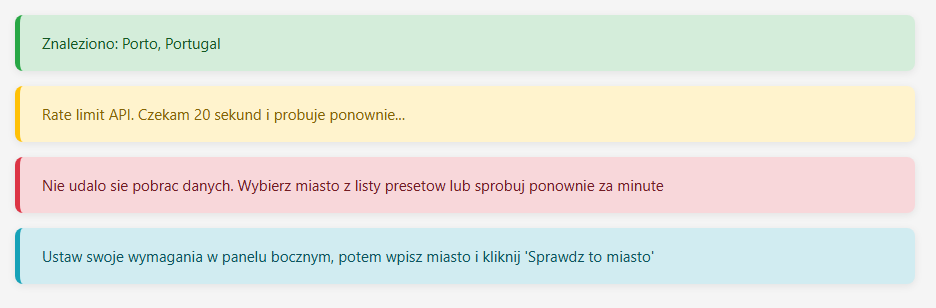 Znaleziono: Porto, Portugal
Rate limit API. Czekam 20 sekund i probuje ponownie...
Nie udalo sie pobrac danych. Wybierz miasto z listy presetow lub sprobuj ponownie za minute
Ustaw swoje wymagania w panelu bocznym, potem wpisz miasto i kliknij 'Sprawdz to miasto'